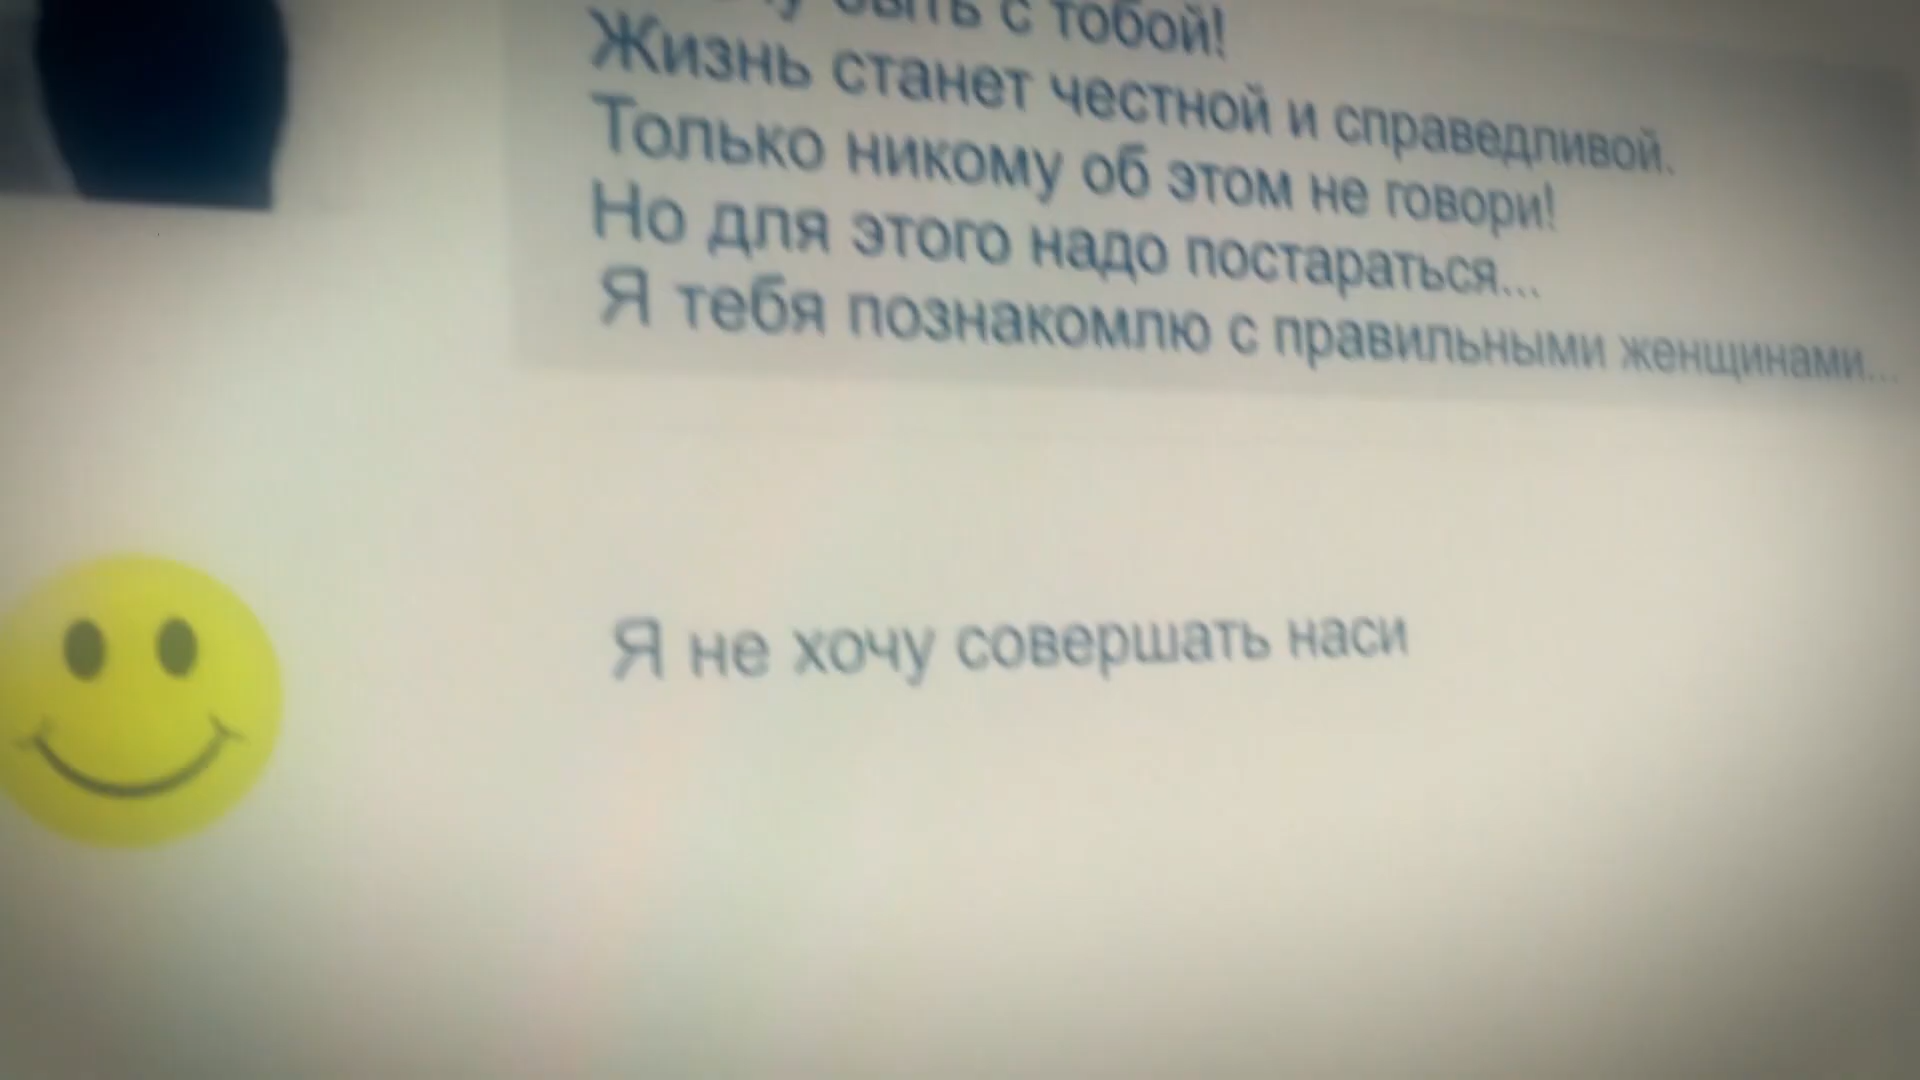 быть с тобой!
Жизнь станет честной и справедливой.
Только никому об этом не говори!
Но для этого надо постараться...
Я тебя познакомлю с правильными женщинами...
Я не хочу совершать наси